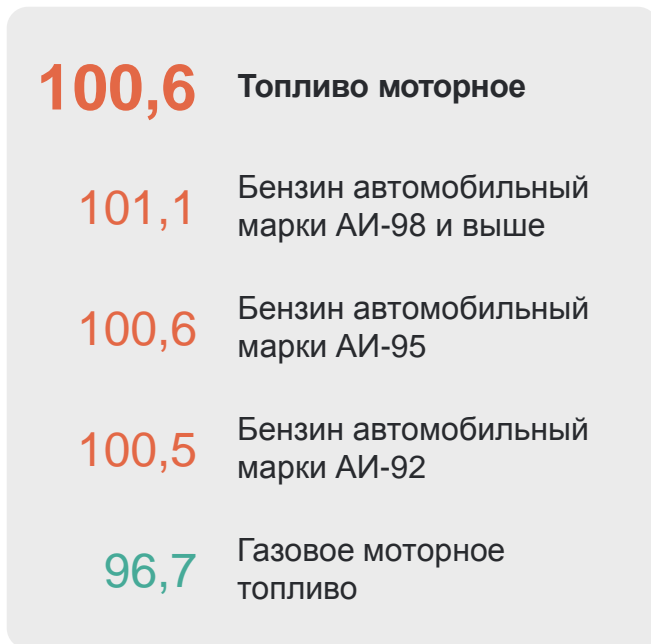 100,6 Топливо моторное
101,1 Бензин автомобильный
марки АИ-98 и выше
100,6 Бензин автомобильный
марки АИ-95
100,5 Бензин автомобильный
марки АИ-92
96,7 Газовое моторное
топливо